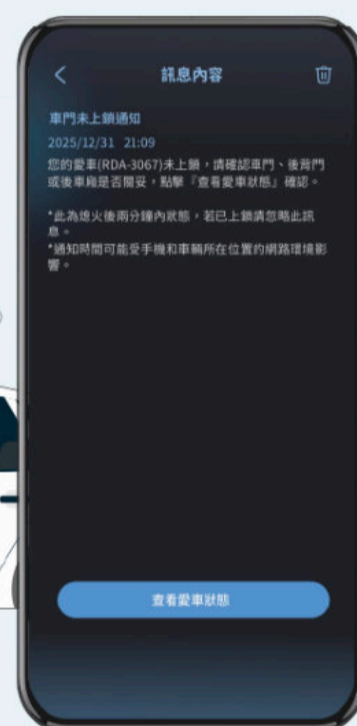 訊息內容
車門未上鎖通知
2025/12/31 21:09
您的愛車(RDA-3067)未上鎖，請確認車門、後背門
或後車廂是否關妥，點擊『查看愛車狀態』確認。
*此為熄火後兩分鐘內狀態，若已上鎖請忽略此訊
息。
*通知時間可能受手機和車輛所在位置的網路環境影
響。
查看愛車狀態